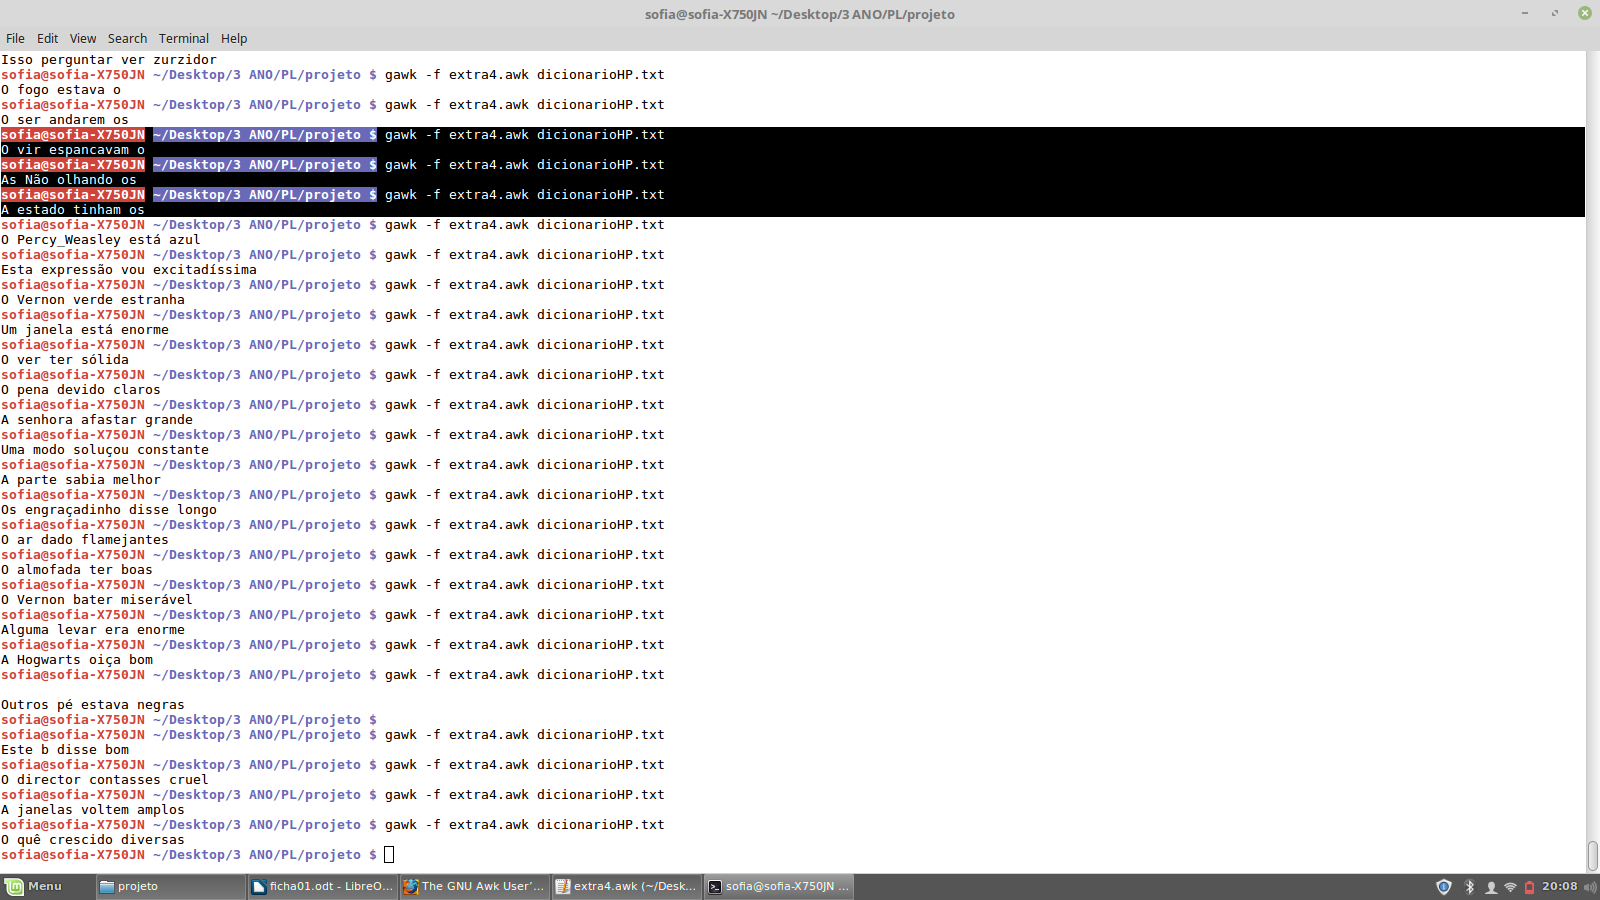 sofia@sofia-X750JN ~/Desktop/3 ANO/PL/projeto
File Edit View Search Terminal Help
Isso perguntar ver zurzidor
sofia@sofia-X750JN ~/Desktop/3 ANO/PL/projeto $ gawk -f extra4.awk dicionarioHP.txt
O fogo estava o
sofia@sofia-X750JN ~/Desktop/3 ANO/PL/projeto $ gawk -f extra4.awk dicionarioHP.txt
O ser andarem os
sofia@sofia-X750JN ~/Desktop/3 ANO/PL/projeto $ gawk -f extra4.awk dicionarioHP.txt
O vir espancavam o
sofia@sofia-X750JN ~/Desktop/3 ANO/PL/projeto $ gawk -f extra4.awk dicionarioHP.txt
As Não olhando os
sofia@sofia-X750JN ~/Desktop/3 ANO/PL/projeto $ gawk -f extra4.awk dicionarioHP.txt
A estado tinham os
sofia@sofia-X750JN ~/Desktop/3 ANO/PL/projeto $ gawk -f extra4.awk dicionarioHP.txt
O Percy_Weasley está azul
sofia@sofia-X750JN ~/Desktop/3 ANO/PL/projeto $ gawk -f extra4.awk dicionarioHP.txt
Esta expressão vou excitadíssima
sofia@sofia-X750JN ~/Desktop/3 ANO/PL/projeto $ gawk -f extra4.awk dicionarioHP.txt
O Vernon verde estranha
sofia@sofia-X750JN ~/Desktop/3 ANO/PL/projeto $ gawk -f extra4.awk dicionarioHP.txt
Um janela está enorme
sofia@sofia-X750JN ~/Desktop/3 ANO/PL/projeto $ gawk -f extra4.awk dicionarioHP.txt
O ver ter sólida
sofia@sofia-X750JN ~/Desktop/3 ANO/PL/projeto $ gawk -f extra4.awk dicionarioHP.txt
O pena devido claros
sofia@sofia-X750JN ~/Desktop/3 ANO/PL/projeto $ gawk -f extra4.awk dicionarioHP.txt
A senhora afastar grande
sofia@sofia-X750JN ~/Desktop/3 ANO/PL/projeto $ gawk -f extra4.awk dicionarioHP.txt
Uma modo soluçou constante
sofia@sofia-X750JN ~/Desktop/3 ANO/PL/projeto $ gawk -f extra4.awk dicionarioHP.txt
A parte sabia melhor
sofia@sofia-X750JN ~/Desktop/3 ANO/PL/projeto $ gawk -f extra4.awk dicionarioHP.txt
Os engraçadinho disse longo
sofia@sofia-X750JN ~/Desktop/3 ANO/PL/projeto $ gawk -f extra4.awk dicionarioHP.txt
O ar dado flamejantes
sofia@sofia-X750JN ~/Desktop/3 ANO/PL/projeto $ gawk -f extra4.awk dicionarioHP.txt
O almofada ter boas
sofia@sofia-X750JN ~/Desktop/3 ANO/PL/projeto $ gawk -f extra4.awk dicionarioHP.txt
O Vernon bater miserável
sofia@sofia-X750JN ~/Desktop/3 ANO/PL/projeto $ gawk -f extra4.awk dicionarioHP.txt
Alguma levar era enorme
sofia@sofia-X750JN ~/Desktop/3 ANO/PL/projeto $ gawk -f extra4.awk dicionarioHP.txt
A Hogwarts oiça bom
sofia@sofia-X750JN ~/Desktop/3 ANO/PL/projeto $ gawk -f extra4.awk dicionarioHP.txt
Outros pé estava negras
sofia@sofia-X750JN ~/Desktop/3 ANO/PL/projeto $
sofia@sofia-X750JN ~/Desktop/3 ANO/PL/projeto $ gawk -f extra4.awk dicionarioHP.txt
Este b disse bom
sofia@sofia-X750JN ~/Desktop/3 ANO/PL/projeto $ gawk -f extra4.awk dicionarioHP.txt
O director contasses cruel
sofia@sofia-X750JN ~/Desktop/3 ANO/PL/projeto $ gawk -f extra4.awk dicionarioHP.txt
A janelas voltem amplos
sofia@sofia-X750JN ~/Desktop/3 ANO/PL/projeto $ gawk -f extra4.awk dicionarioHP.txt
O quê crescido diversas
sofia@sofia-X750JN ~/Desktop/3 ANO/PL/projeto $
Menu projeto ficha01.odt - LibreO... The GNU Awk User'... extra4.awk (~/Desk... sofia@sofia-X750JN ... 20:08